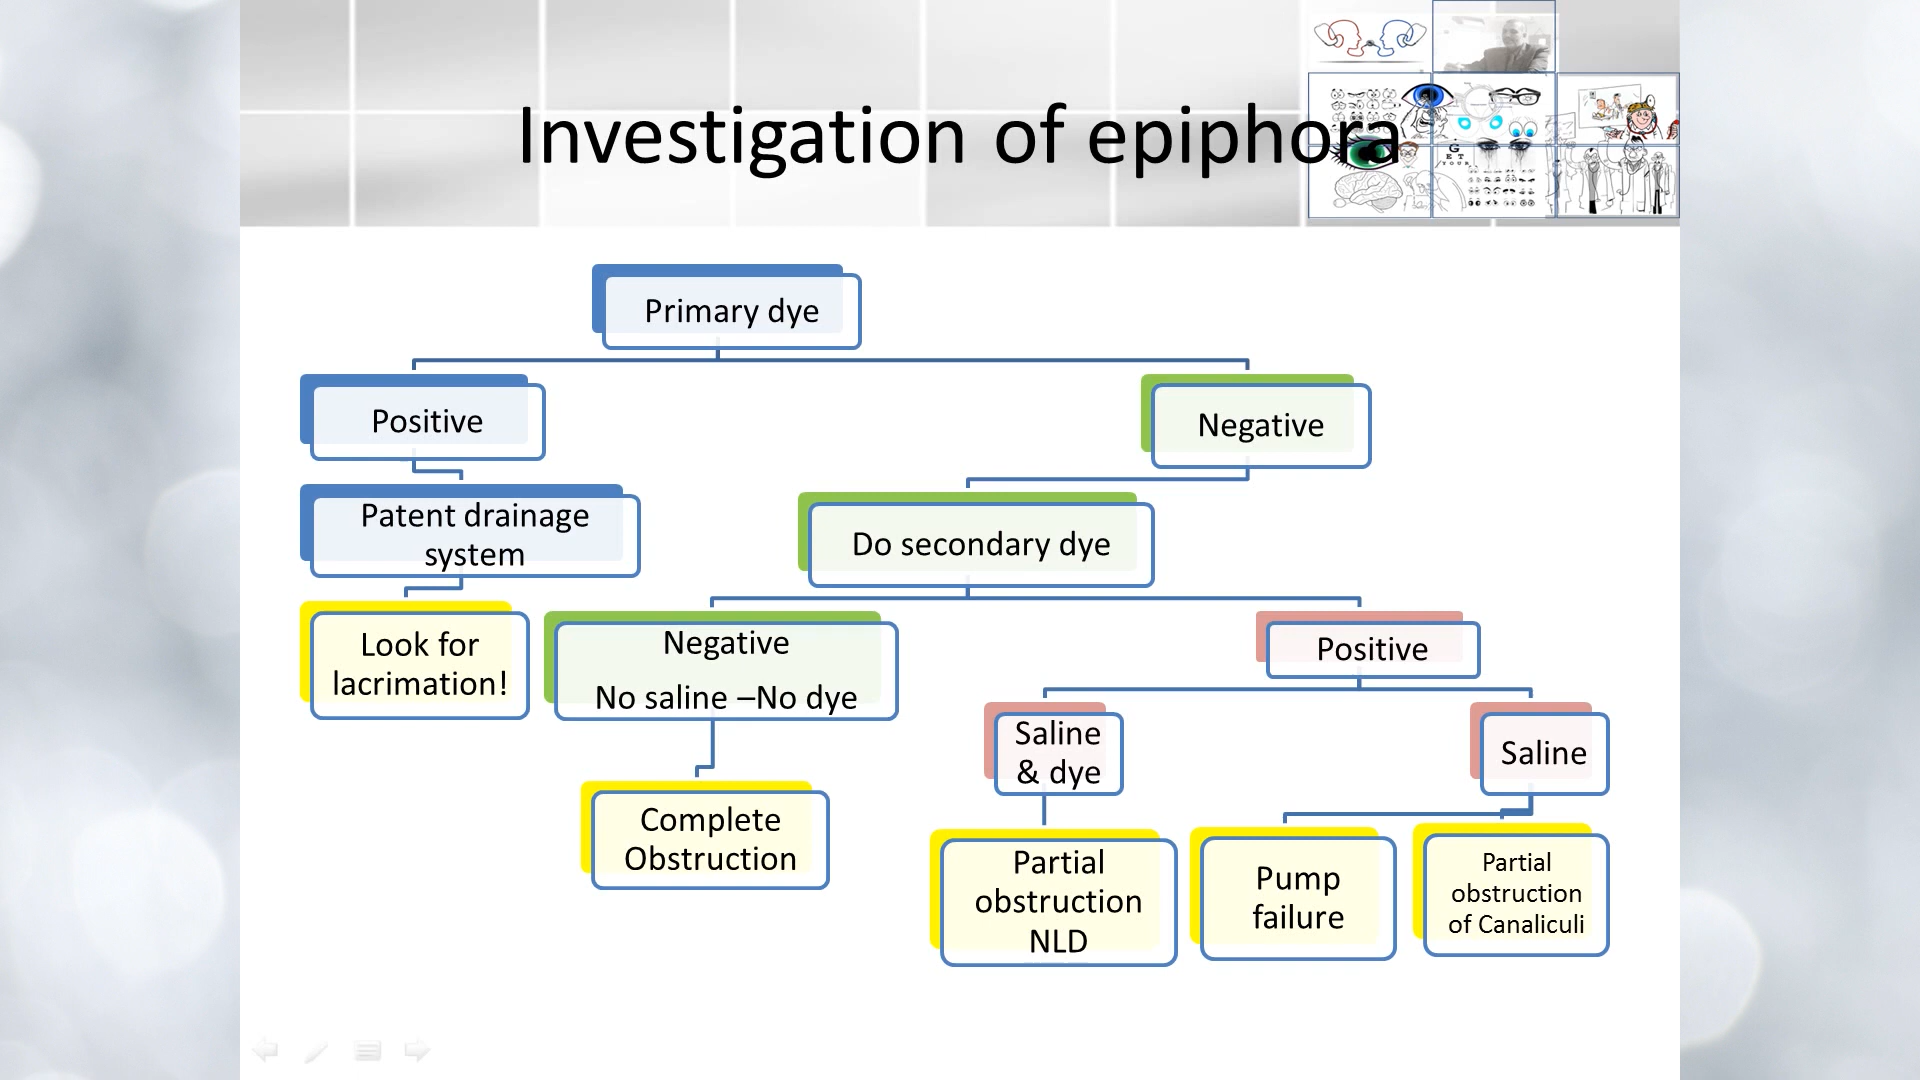 Investigation of epiphora
G
E T
Y O U R
Primary dye
Positive
Negative
Patent drainage
system
Do secondary dye
Look for
lacrimation!
Negative
No saline –No dye
Positive
Saline
& dye
Saline
Complete
Obstruction
Partial
obstruction
NLD
Pump
failure
Partial
obstruction
of Canaliculi